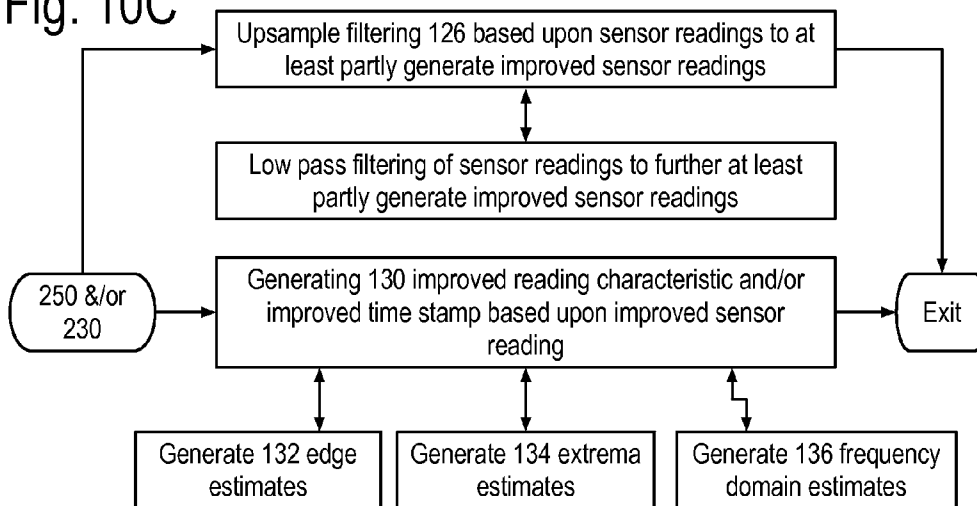 Fig. 10C
Upsample filtering 126 based upon sensor readings to at
least partly generate improved sensor readings
Low pass filtering of sensor readings to further at least
partly generate improved sensor readings
250 &/or
230
Generating 130 improved reading characteristic and/or
improved time stamp based upon improved sensor
reading
Exit
Generate 132 edge
estimates
Generate 134 extrema
estimates
Generate 136 frequency
domain estimates